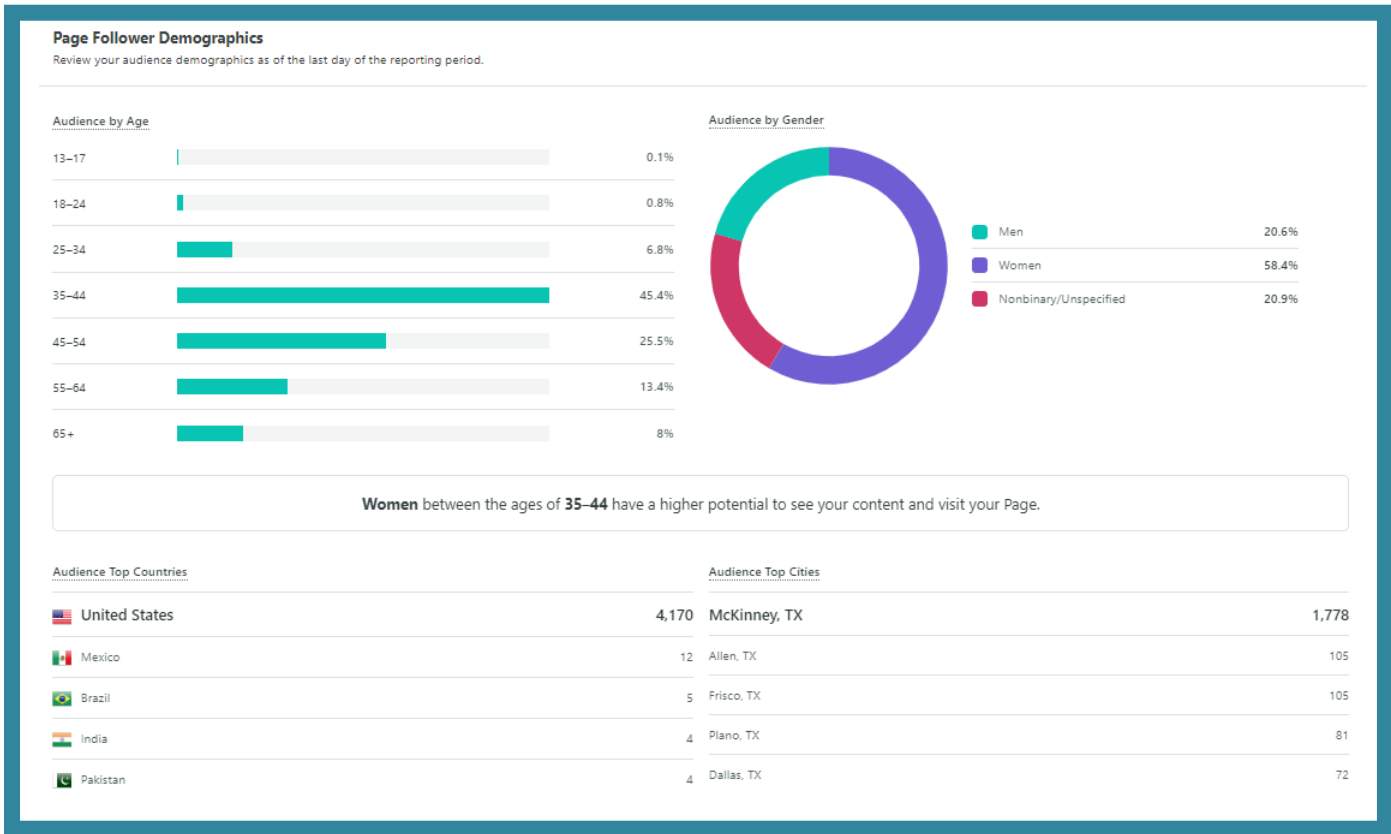 Page Follower Demographics
Review your audience demographics as of the last day of the reporting period.
Audience by Age
13–17 0.1%
18–24 0.8%
25–34 6.8%
35–44 45.4%
45–54 25.5%
55–64 13.4%
65+ 8%
Audience by Gender
Men 20.6%
Women 58.4%
Nonbinary/Unspecified 20.9%
Women between the ages of 35–44 have a higher potential to see your content and visit your Page.
Audience Top Countries
United States 4,170
Mexico 12
Brazil 5
India 4
Pakistan 4
Audience Top Cities
McKinney, TX 1,778
Allen, TX 105
Frisco, TX 105
Plano, TX 81
Dallas, TX 72